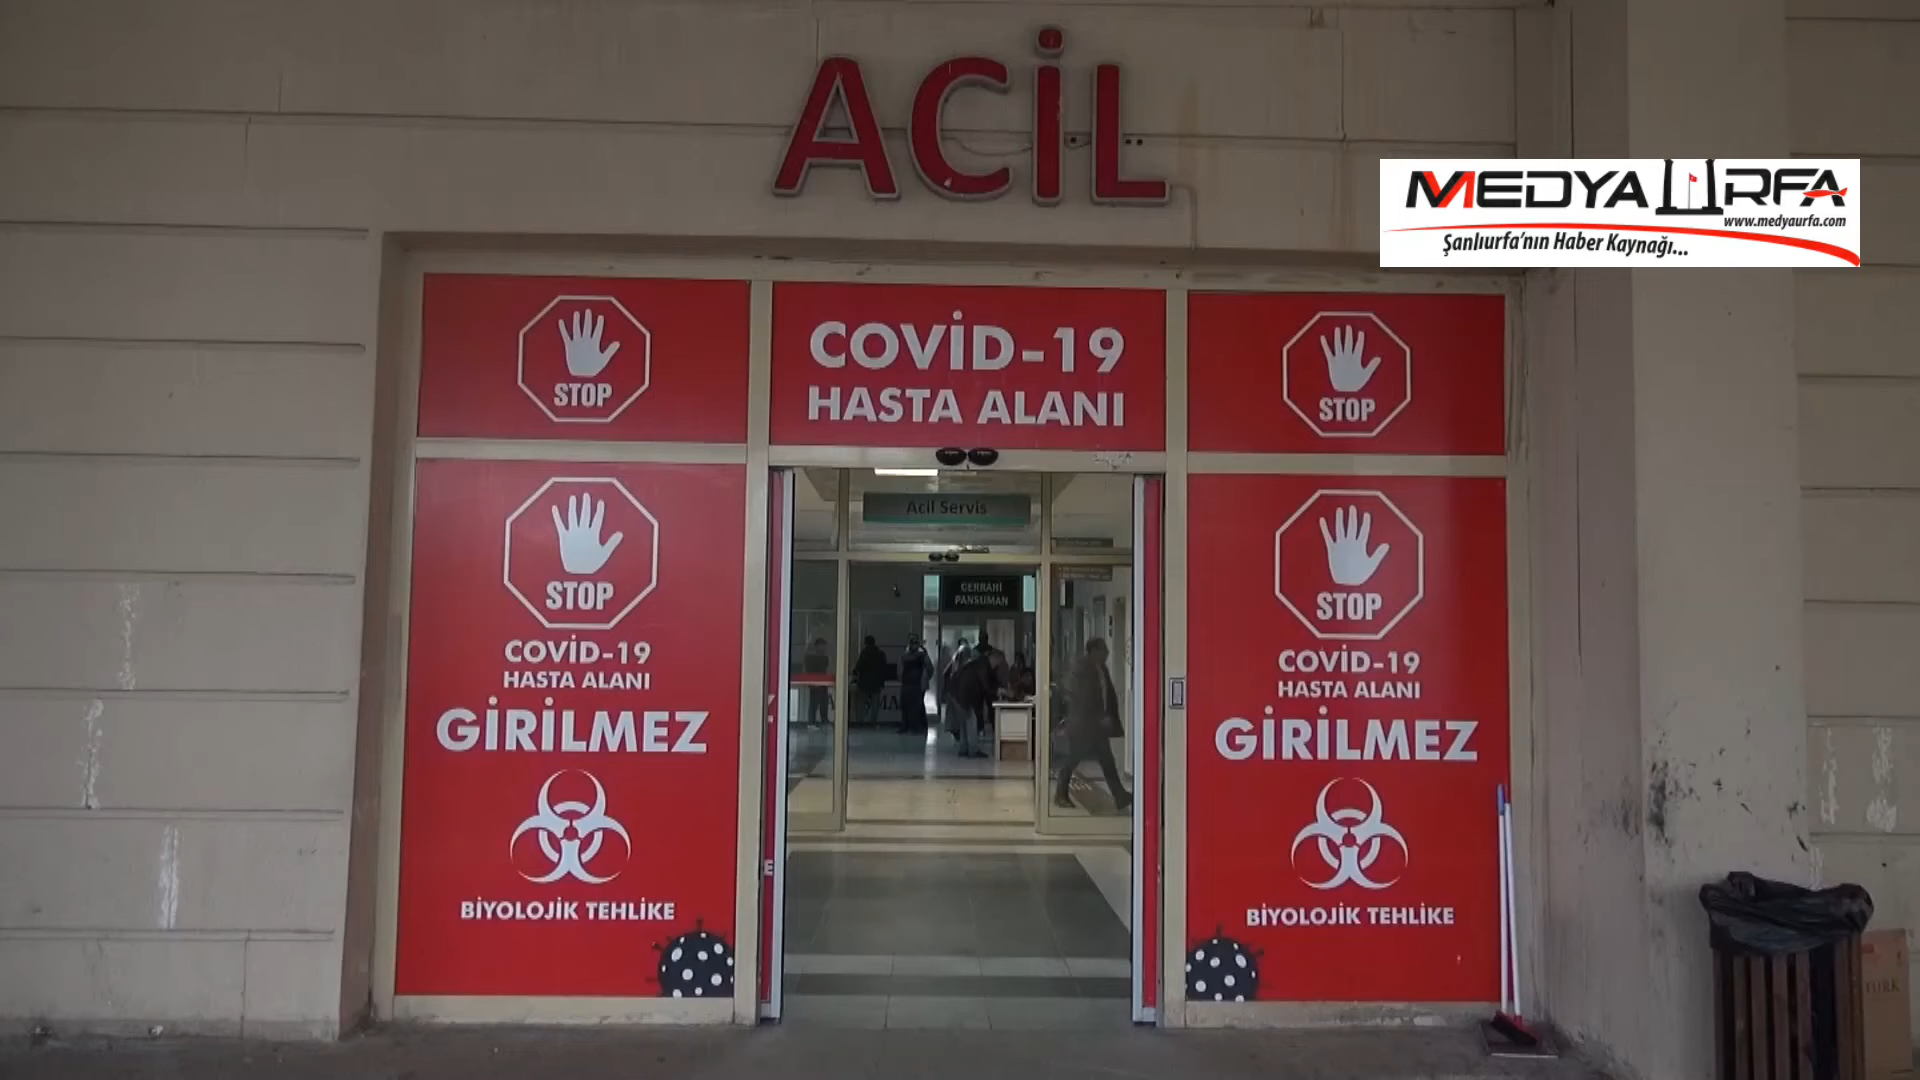 ACİL
MEDYA URFA
www.medyaurfa.com
Şanlıurfa'nın Haber Kaynağı...
STOP
COVİD-19
HASTA ALANI
STOP
Acil Servis
CERRAHİ
PANSUMAN
STOP
COVİD-19
HASTA ALANI
GİRİLMEZ
BİYOLOJİK TEHLİKE
STOP
COVİD-19
HASTA ALANI
GİRİLMEZ
BİYOLOJİK TEHLİKE